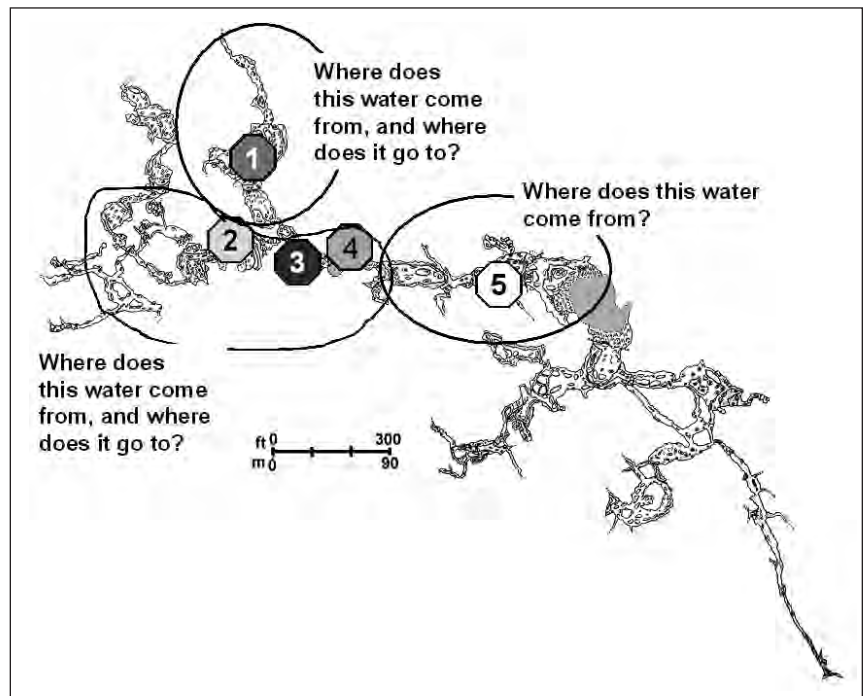 Where does
this water come
from, and where
does it go to?
1
Where does this water
come from?
2
3
4
5
Where does
this water come
from, and where
does it go to?
ft 0 300
m 0 90